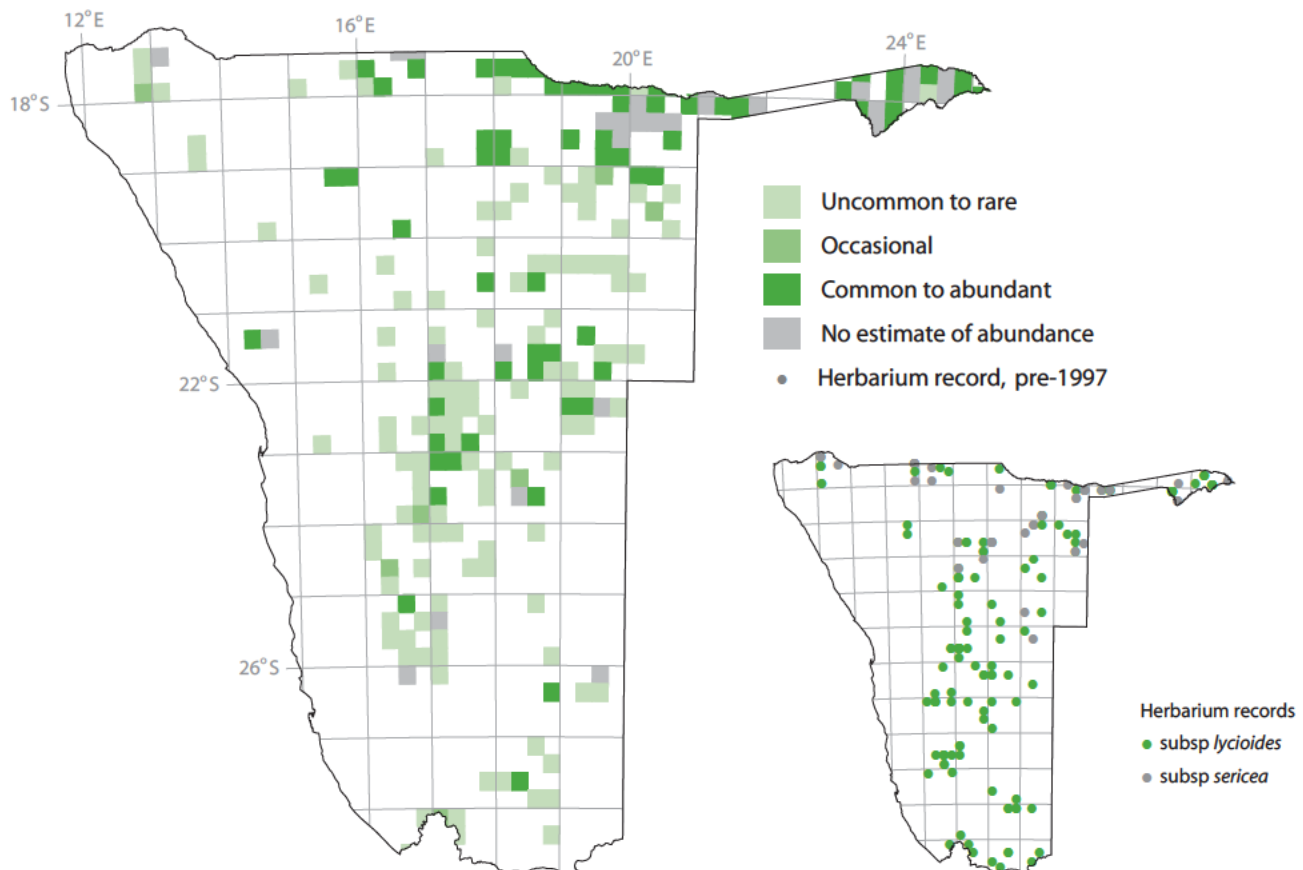 12°E
16°E
20°E
24°E
18°S
22°S
26°S
Uncommon to rare
Occasional
Common to abundant
No estimate of abundance
Herbarium record, pre-1997
Herbarium records
subsp lycioides
subsp sericea